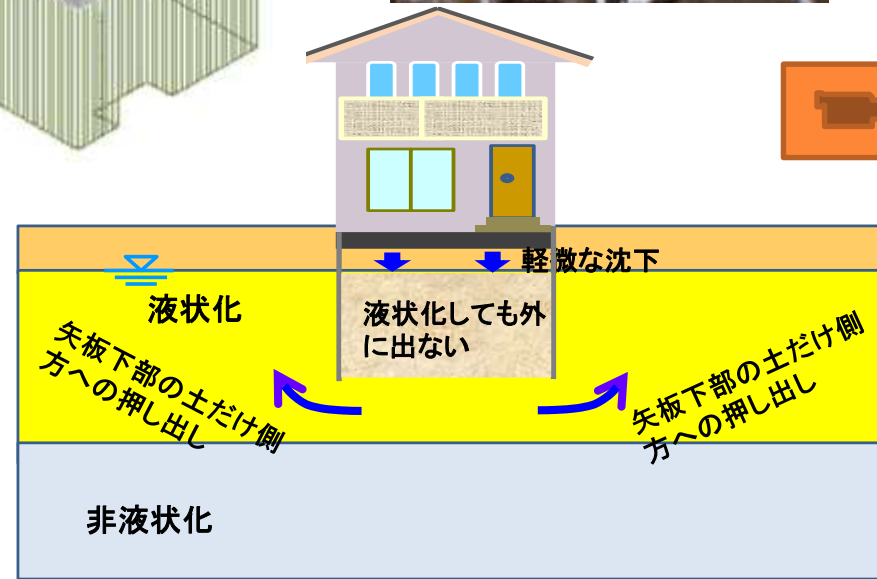 軽微な沈下
液状化
液状化しても外
に出ない
矢板下部の土だけ側
方への押し出し
矢板下部の土だけ側
方への押し出し
非液状化